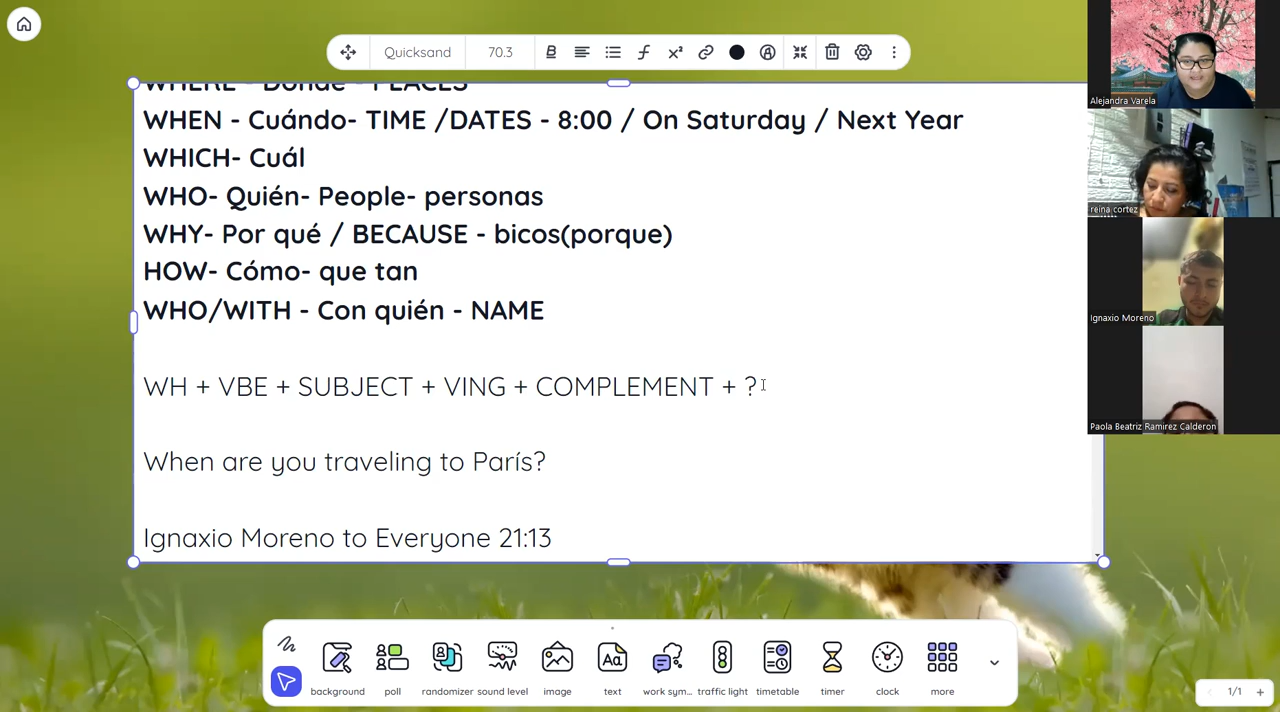 Quicksand
70.3
WHERE - Dónde - PLACES
WHEN - Cuándo- TIME /DATES - 8:00 / On Saturday / Next Year
WHICH- Cuál
WHO- Quién- People- personas
WHY- Por qué / BECAUSE - bicos(porque)
HOW- Cómo- que tan
WHO/WITH - Con quién - NAME
WH + VBE + SUBJECT + VING + COMPLEMENT + ?
When are you traveling to París?
Ignaxio Moreno to Everyone 21:13
Alejandra Varela
reina cortez
Ignaxio Moreno
Paola Beatriz Ramirez Calderon
background
poll
randomizer
sound level
image
text
work sym...
traffic light
timetable
timer
clock
more
1/1